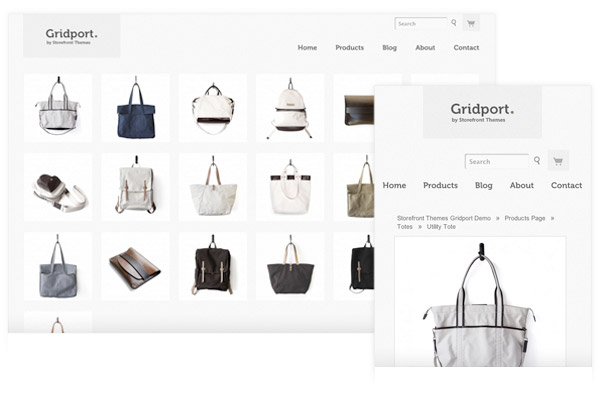 Gridport.
by Storefront Themes
Search
Home Products Blog About Contact
Gridport.
by Storefront Themes
Search
Home Products Blog About Contact
Storefront Themes Gridport Demo » Products Page »
Totes » Utility Tote